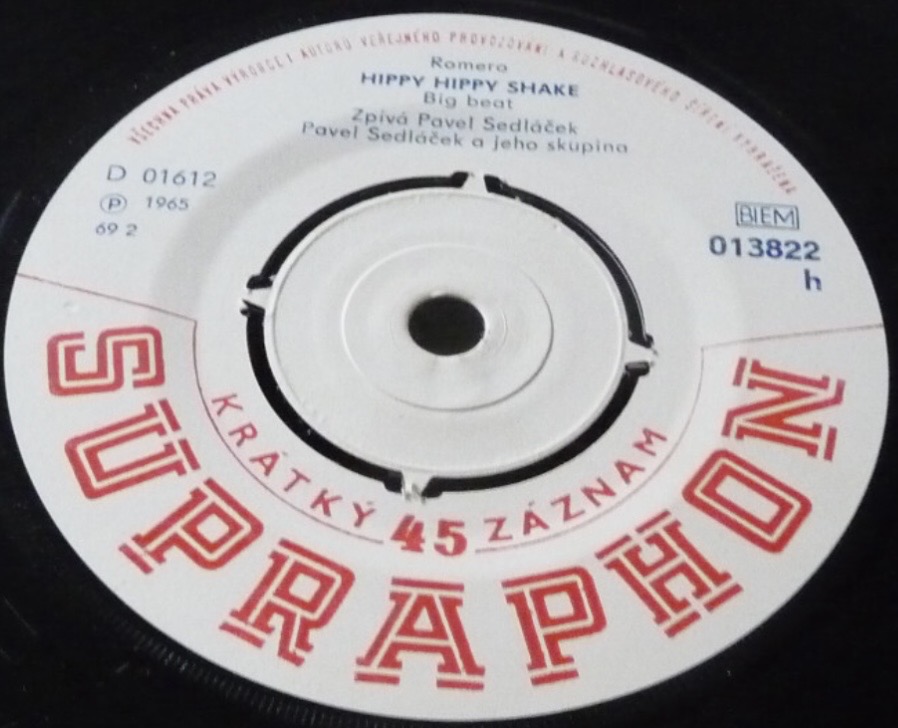 VŠECHNA PRÁVA VÝROBCE I AUTORŮ VEŘEJNÉHO PROVOZOVÁNÍ A ROZHLASOVÉHO ŠÍŘENÍ VYHRAZENA
Romero
HIPPY HIPPY SHAKE
Big beat
Zpívá Pavel Sedláček
Pavel Sedláček a jeho skupina
D 01612
Ⓟ 1965
69 2
BIEM
013822
h
KRÁTKÝ 45 ZÁZNAM
SUPRAPHON